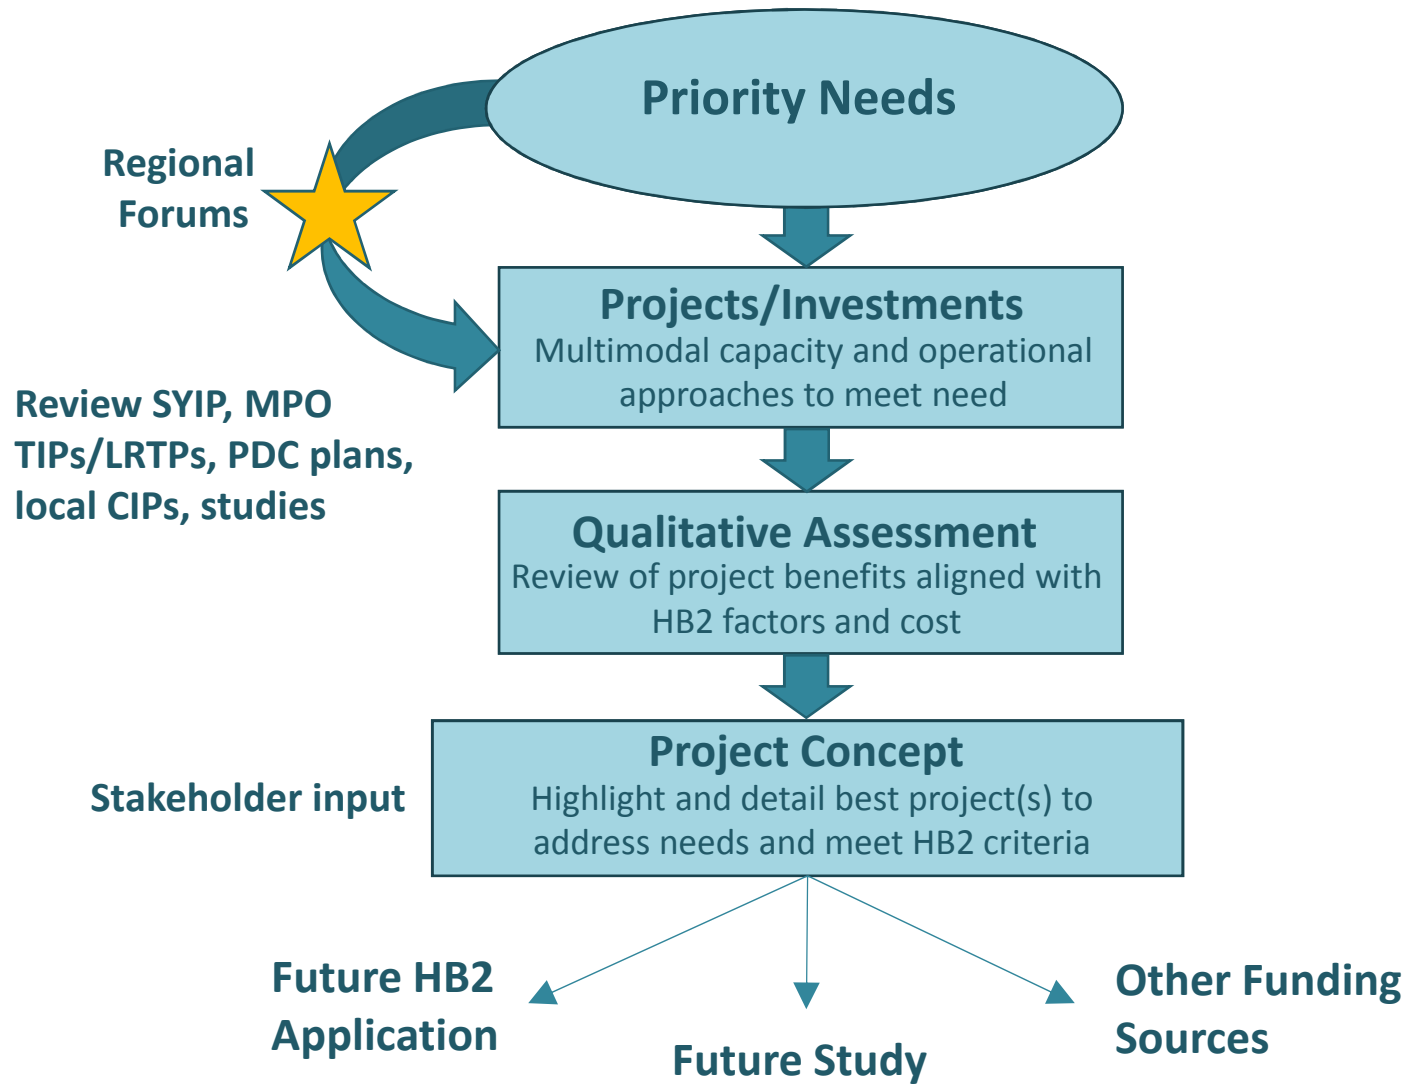 Priority Needs
Regional
Forums
Projects/Investments
Multimodal capacity and operational
approaches to meet need
Review SYIP, MPO
TIPs/LRTPs, PDC plans,
local CIPs, studies
Qualitative Assessment
Review of project benefits aligned with
HB2 factors and cost
Project Concept
Highlight and detail best project(s) to
address needs and meet HB2 criteria
Stakeholder input
Future HB2
Application
Future Study
Other Funding
Sources